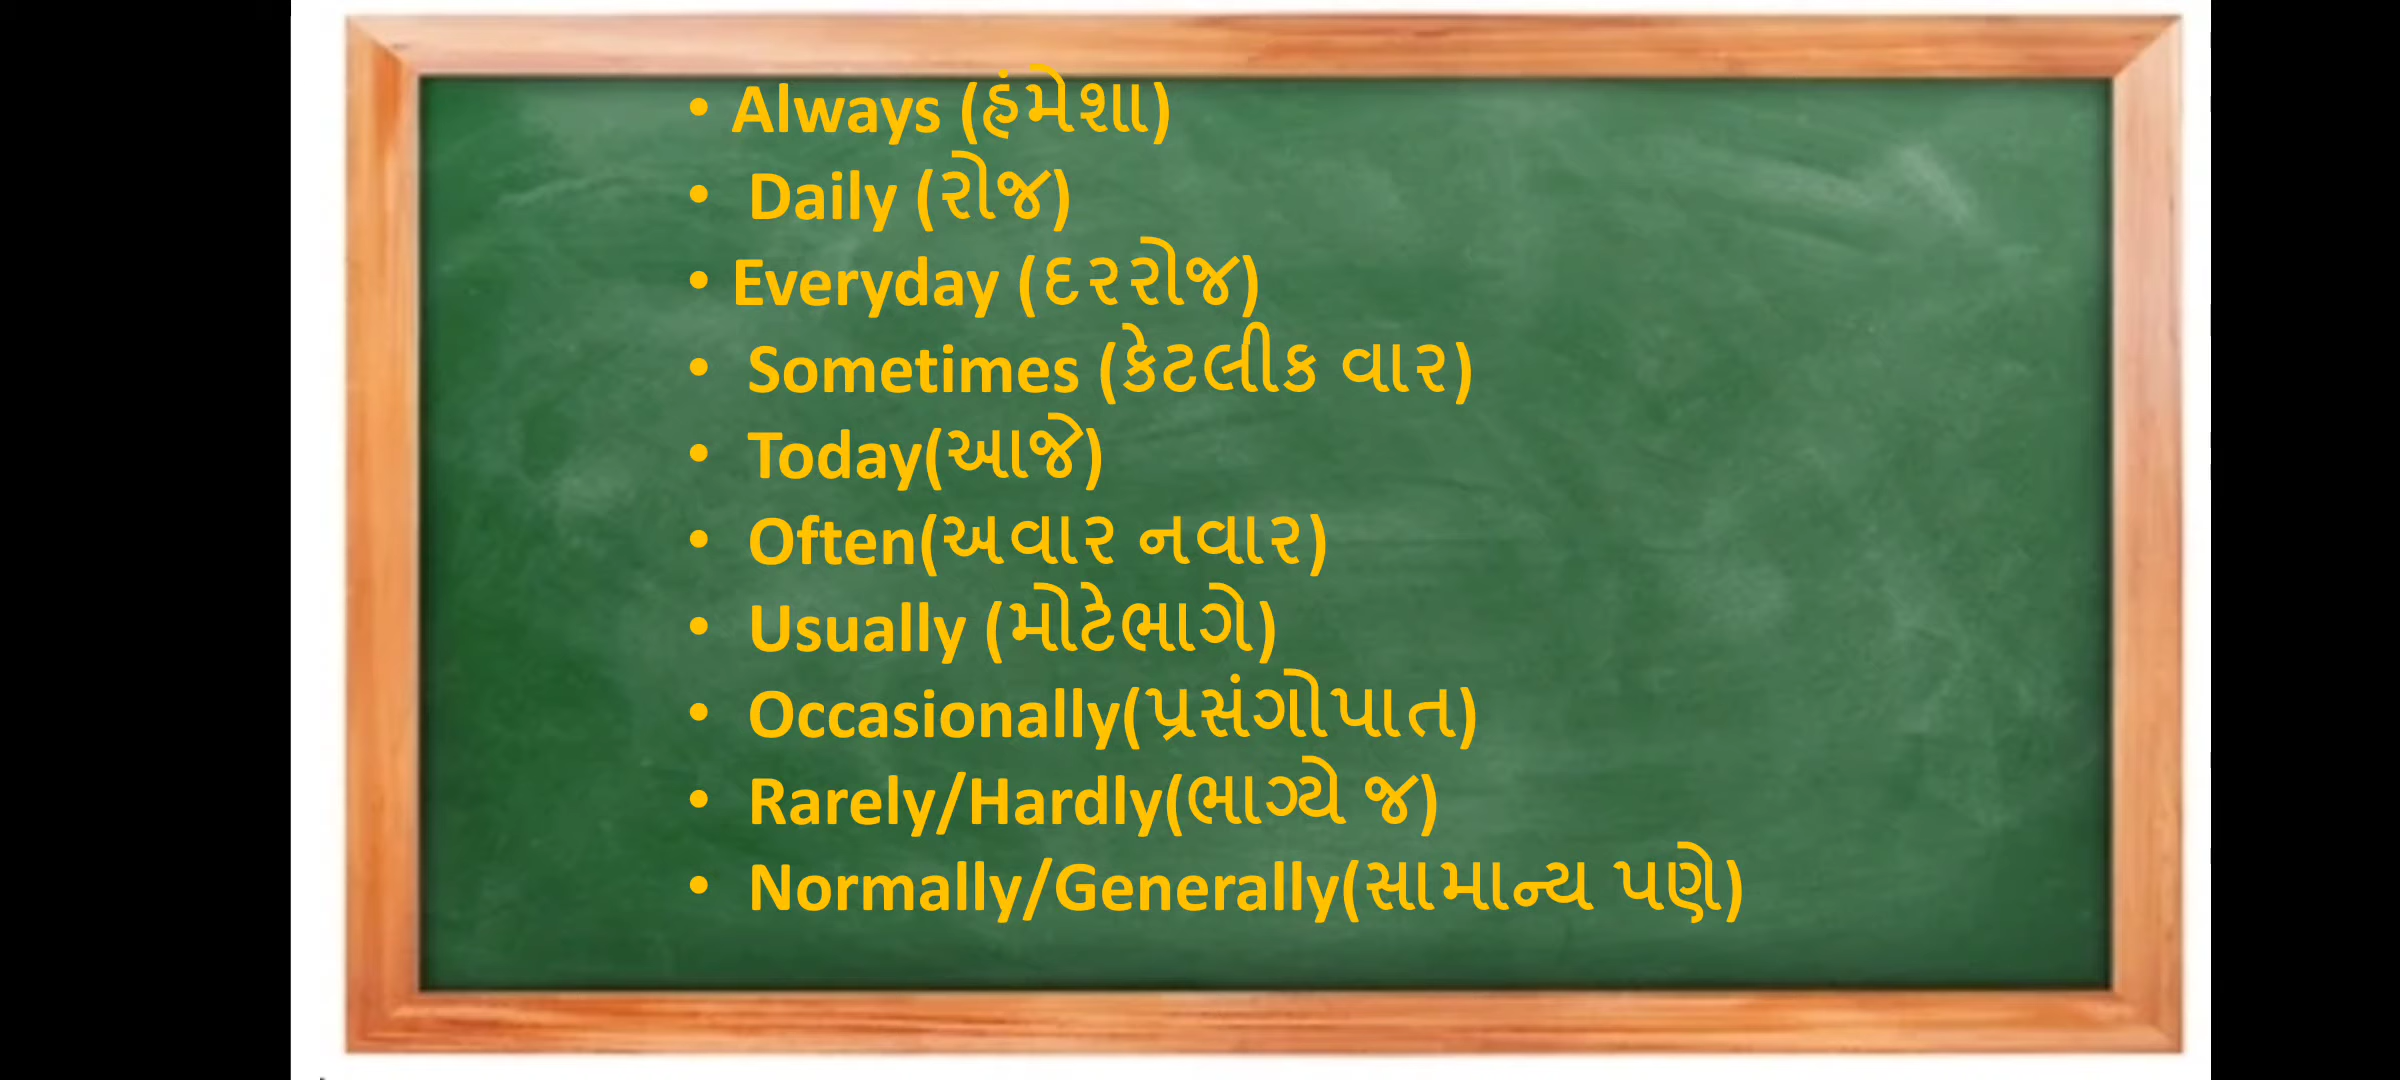 • Always (હંમેશા)
• Daily (રોજ)
• Everyday (દરરોજ)
• Sometimes (કેટલીક વાર)
• Today(આજે)
• Often(અવાર નવાર)
• Usually (મોટેભાગે)
• Occasionally(પ્રસંગોપાત)
• Rarely/Hardly(ભાગ્યે જ)
• Normally/Generally(સામાન્ય પણે)